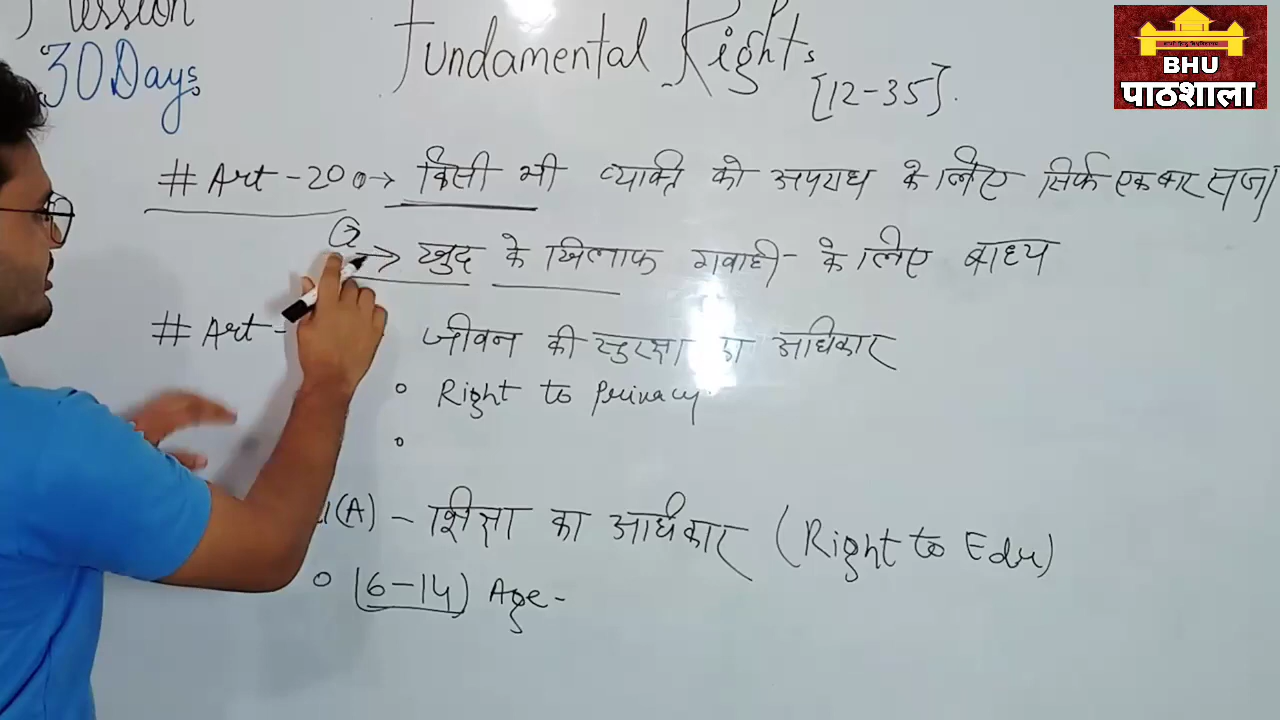 30 Days
Fundamental Rights
[12-35].
BHU
पाठशाला
# Art - 20 → किसी भी व्यक्ति को अपराध के लिए सिर्फ एक बार सजा
② → खुद के खिलाफ गवाही - के लिए बाध्य
# Art - जीवन की सुरक्षा का अधिकार
Right to Privacy
(A) - शिक्षा का अधिकार (Right to Edu)
(6-14) Age -